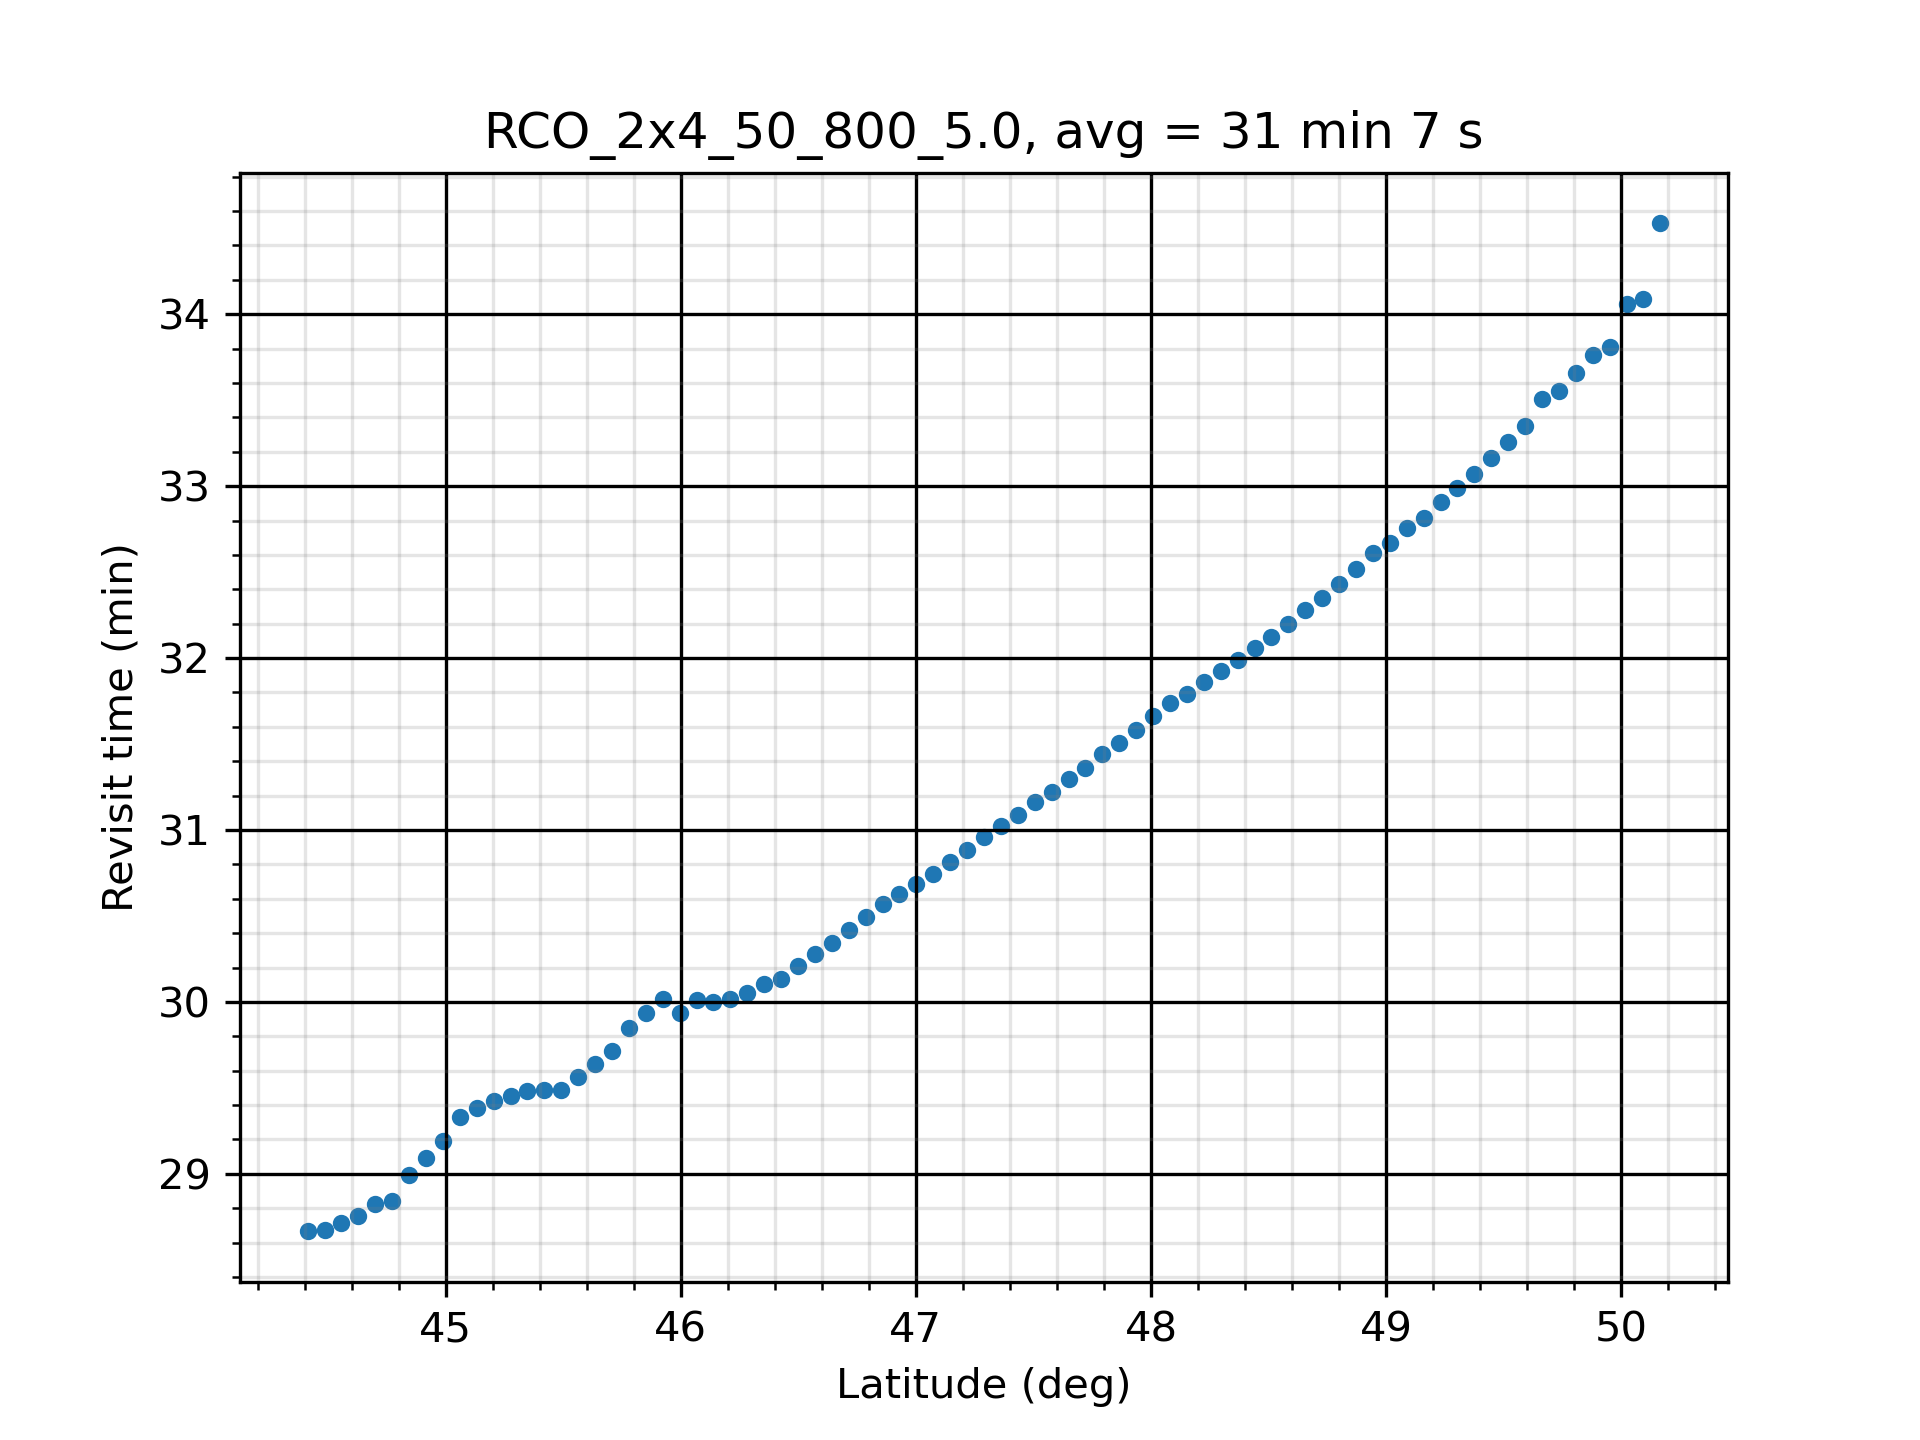 RCO_2x4_50_800_5.0, avg = 31 min 7 s
Revisit time (min)
34
33
32
31
30
29
45 46 47 48 49 50
Latitude (deg)